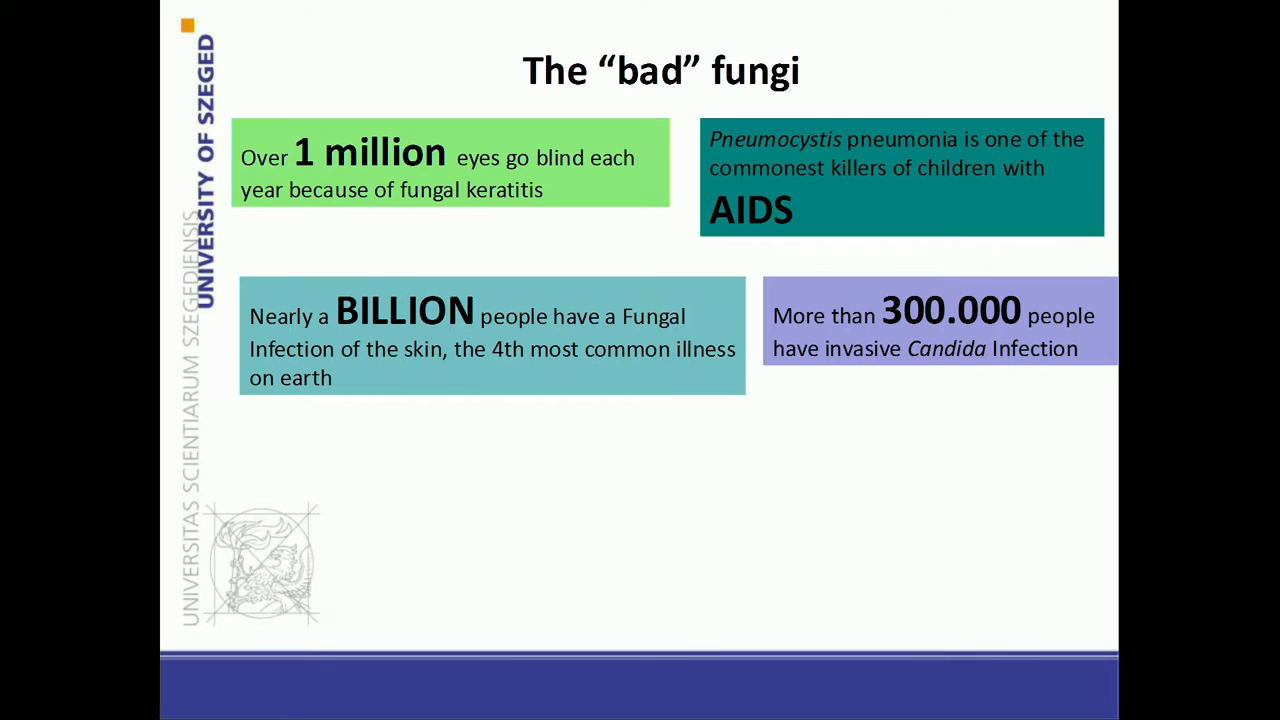 The “bad” fungi
Over 1 million eyes go blind each
year because of fungal keratitis
Pneumocystis pneumonia is one of the
commonest killers of children with
AIDS
Nearly a BILLION people have a Fungal
Infection of the skin, the 4th most common illness
on earth
More than 300.000 people
have invasive Candida Infection
UNIVERSITY OF SZEGED
UNIVERSITAS SCIENTIARUM SZEGEDIENSIS